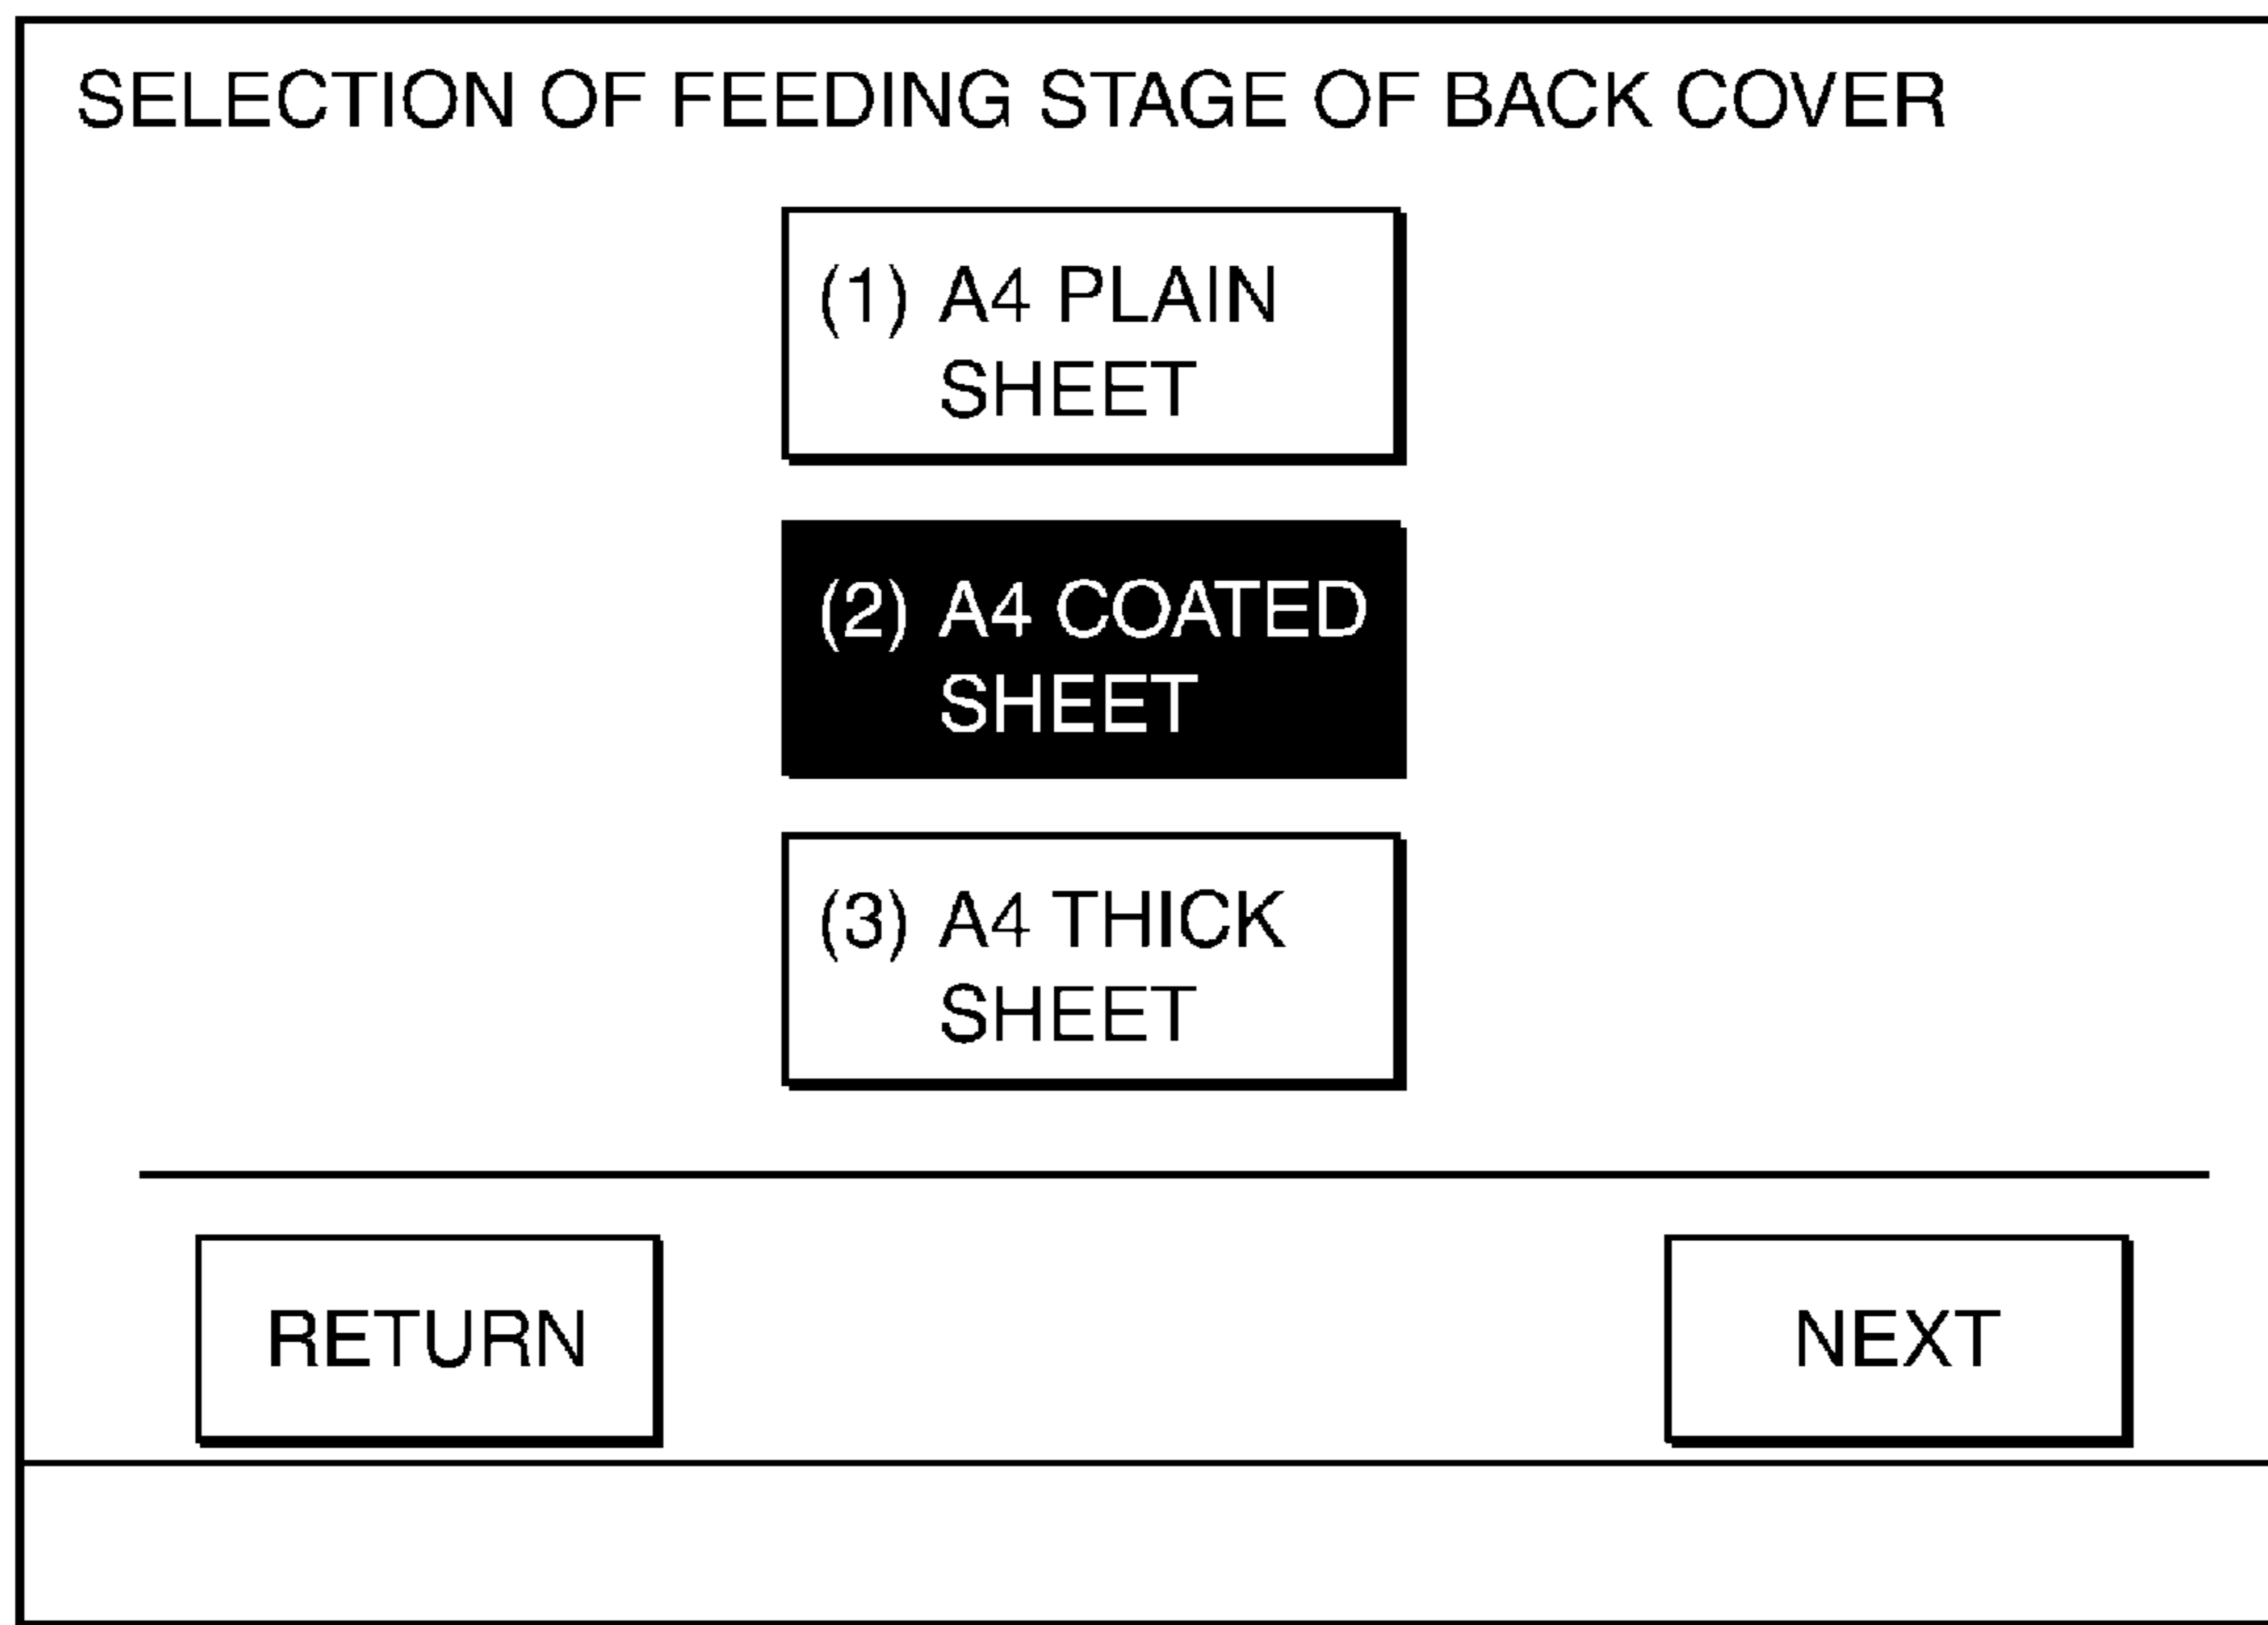 SELECTION OF FEEDING STAGE OF BACK COVER
(1) A4 PLAIN
SHEET
(2) A4 COATED
SHEET
(3) A4 THICK
SHEET
RETURN
NEXT